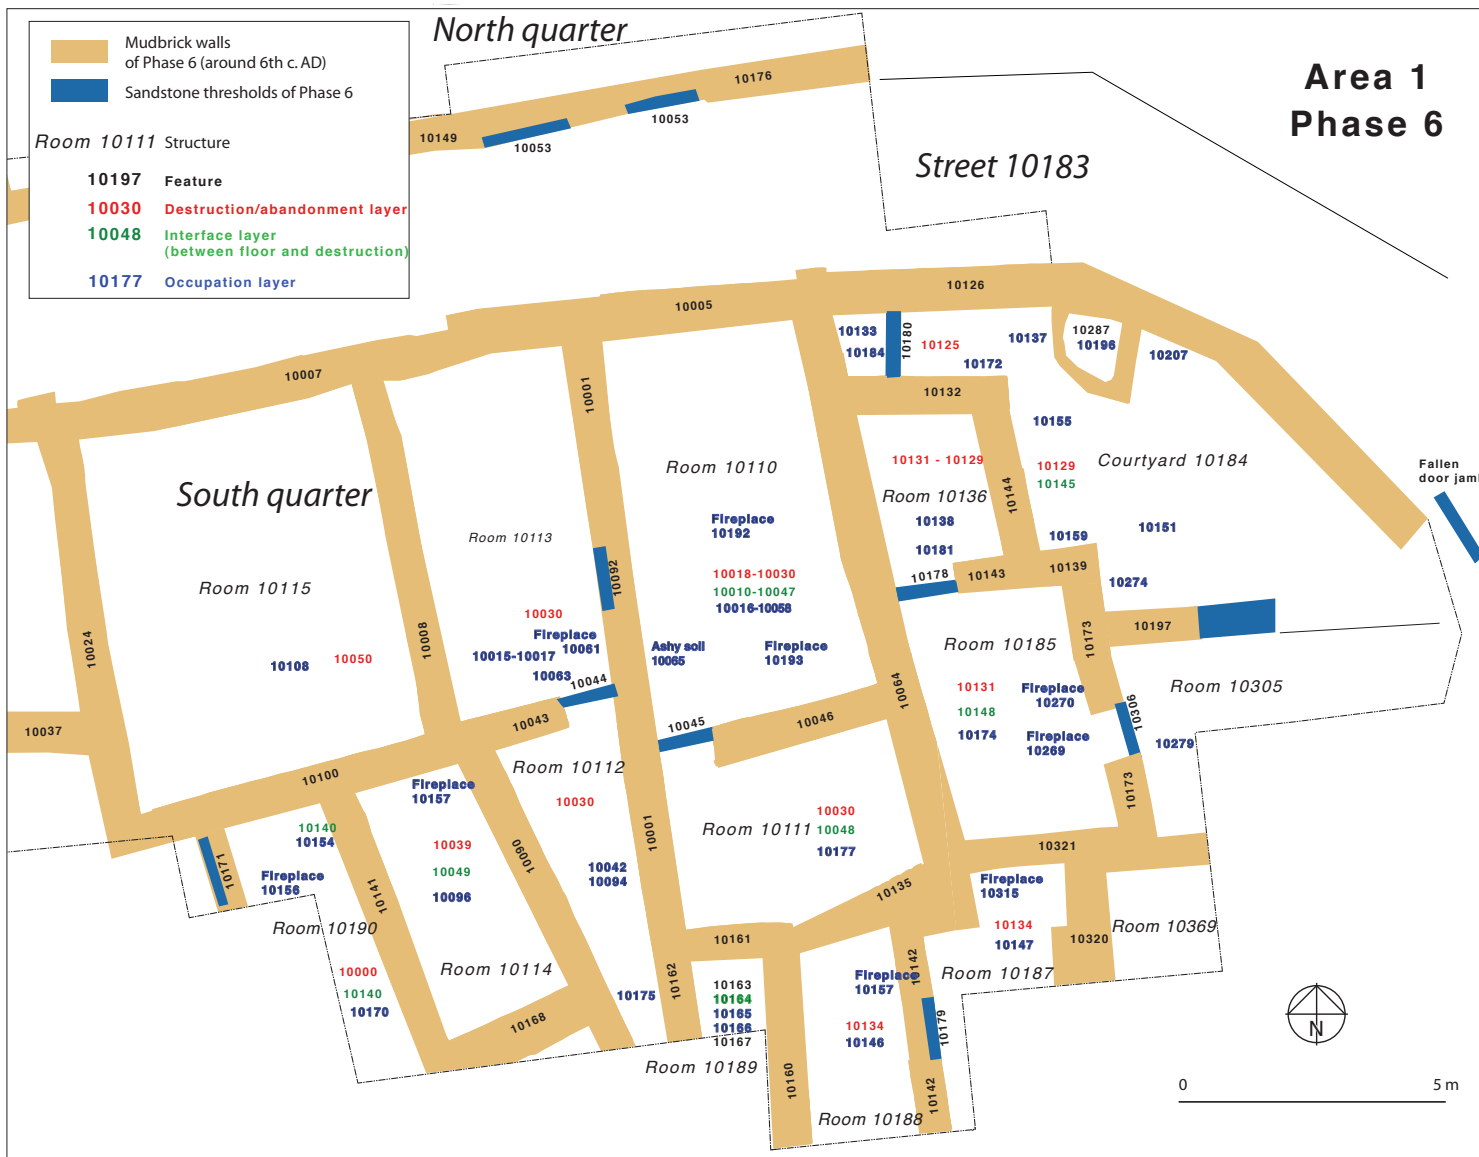 North quarter
Area 1
Phase 6
Mudbrick walls
of Phase 6 (around 6th c. AD)
Sandstone thresholds of Phase 6
Room 10111 Structure
10197 Feature
10030 Destruction/abandonment layer
10048 Interface layer
(between floor and destruction)
10177 Occupation layer
10176
10149
10053
10053
Street 10183
10005
10126
10007
10001
10133
10184
10180
10125
10137
10172
10287
10196
10207
10132
10155
South quarter
Room 10110
10131 - 10129
Room 10136
10144
10129
10145
Courtyard 10184
Fallen
door jam
Room 10113
Fireplace
10192
10138
10181
10159
10151
Room 10115
10092
10018-10030
10010-10047
10016-10058
10178
10143
10139
10274
10024
10008
10030
Fireplace
10061
10015-10017
10063
10044
Ashy soil
10065
Fireplace
10193
10173
10197
Room 10185
Room 10305
10108
10050
10064
10131
10148
10174
Fireplace
10270
Fireplace
10269
10306
10279
10037
10043
10045
10046
10100
Room 10112
10030
Fireplace
10157
10173
10140
10154
10039
10049
10096
10090
10001
Room 10111
10030
10048
10177
10321
10171
Fireplace
10156
10141
10042
10094
10135
Fireplace
10315
Room 10190
10134
10147
10320
Room 10369
10161
10000
10140
10170
Room 10114
10162
10142
Room 10187
10175
10163
10164
10165
10166
10167
Fireplace
10157
10134
10146
10179
10168
Room 10189
10160
10142
Room 10188
N
0
5 m